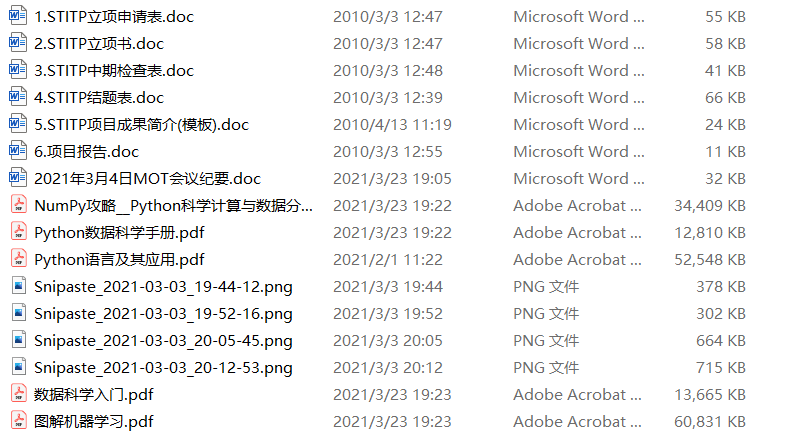 1.STITP立项申请表.doc 2010/3/3 12:47 Microsoft Word ... 55 KB
2.STITP立项书.doc 2010/3/3 12:47 Microsoft Word ... 58 KB
3.STITP中期检查表.doc 2010/3/3 12:48 Microsoft Word ... 41 KB
4.STITP结题表.doc 2010/3/3 12:39 Microsoft Word ... 66 KB
5.STITP项目成果简介(模板).doc 2010/4/13 11:19 Microsoft Word ... 24 KB
6.项目报告.doc 2010/3/3 12:55 Microsoft Word ... 11 KB
2021年3月4日MOT会议纪要.doc 2021/3/23 19:05 Microsoft Word ... 32 KB
NumPy攻略__Python科学计算与数据分... 2021/3/23 19:22 Adobe Acrobat ... 34,409 KB
Python数据科学手册.pdf 2021/3/23 19:22 Adobe Acrobat ... 12,810 KB
Python语言及其应用.pdf 2021/2/1 11:22 Adobe Acrobat ... 52,548 KB
Snipaste_2021-03-03_19-44-12.png 2021/3/3 19:44 PNG 文件 378 KB
Snipaste_2021-03-03_19-52-16.png 2021/3/3 19:52 PNG 文件 302 KB
Snipaste_2021-03-03_20-05-45.png 2021/3/3 20:05 PNG 文件 664 KB
Snipaste_2021-03-03_20-12-53.png 2021/3/3 20:12 PNG 文件 715 KB
数据科学入门.pdf 2021/3/23 19:23 Adobe Acrobat ... 13,665 KB
图解机器学习.pdf 2021/3/23 19:23 Adobe Acrobat ... 60,831 KB